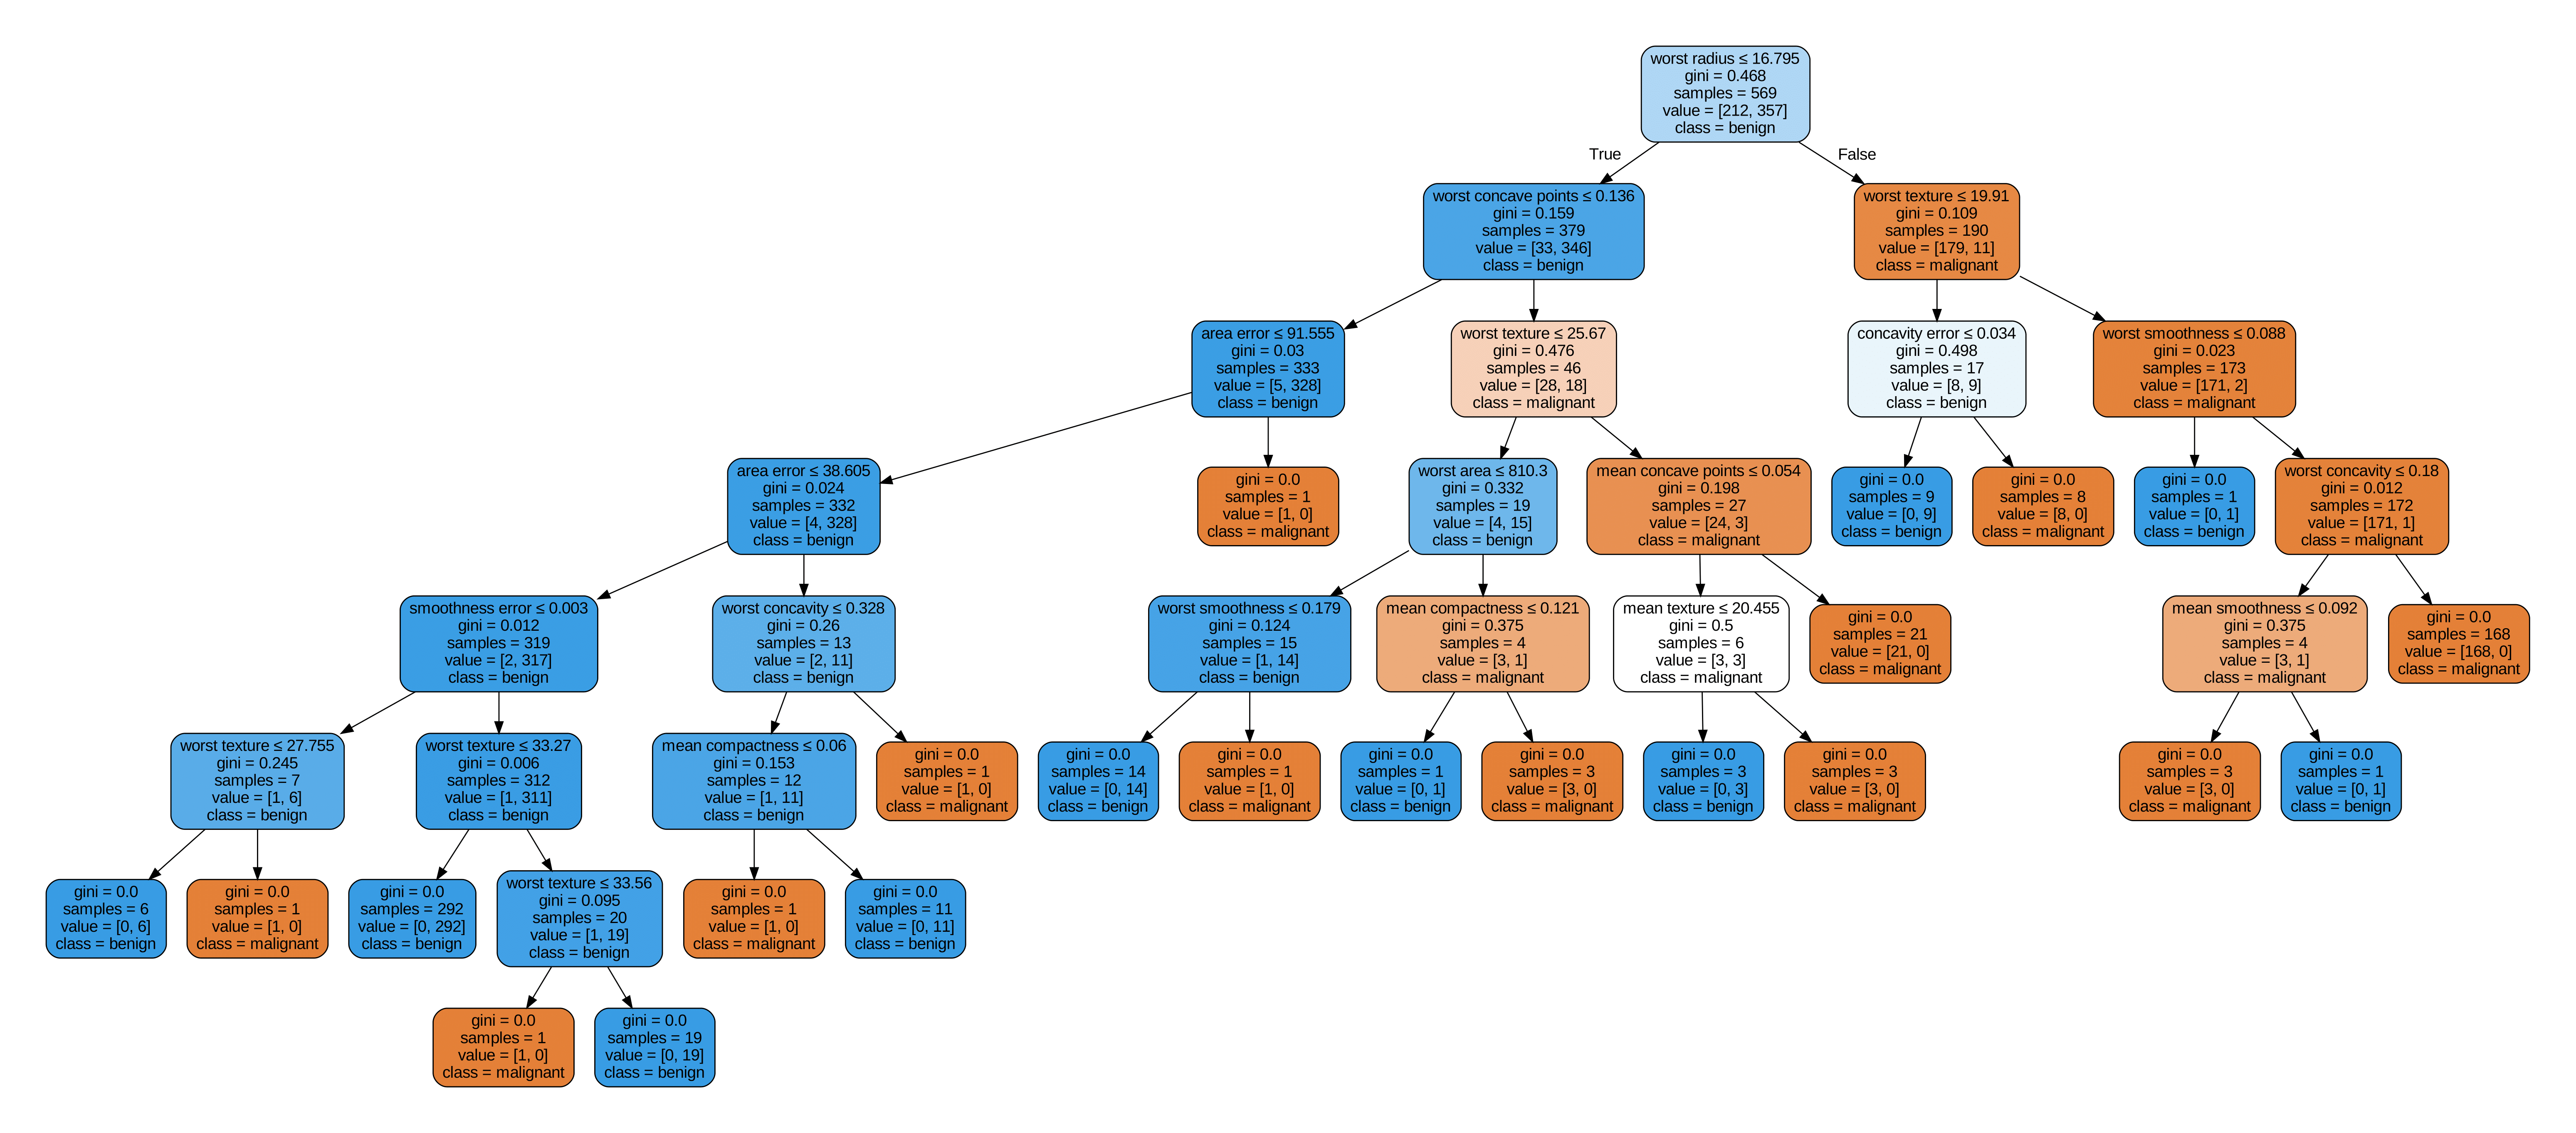 worst radius ≤ 16.795
gini = 0.468
samples = 569
value = [212, 357]
class = benign
True
False
worst concave points ≤ 0.136
gini = 0.159
samples = 379
value = [33, 346]
class = benign
worst texture ≤ 19.91
gini = 0.109
samples = 190
value = [179, 11]
class = malignant
area error ≤ 91.555
gini = 0.03
samples = 333
value = [5, 328]
class = benign
worst texture ≤ 25.67
gini = 0.476
samples = 46
value = [28, 18]
class = malignant
concavity error ≤ 0.034
gini = 0.498
samples = 17
value = [8, 9]
class = benign
worst smoothness ≤ 0.088
gini = 0.023
samples = 173
value = [171, 2]
class = malignant
area error ≤ 38.605
gini = 0.024
samples = 332
value = [4, 328]
class = benign
gini = 0.0
samples = 1
value = [1, 0]
class = malignant
worst area ≤ 810.3
gini = 0.332
samples = 19
value = [4, 15]
class = benign
mean concave points ≤ 0.054
gini = 0.198
samples = 27
value = [24, 3]
class = malignant
gini = 0.0
samples = 9
value = [0, 9]
class = benign
gini = 0.0
samples = 8
value = [8, 0]
class = malignant
gini = 0.0
samples = 1
value = [0, 1]
class = benign
worst concavity ≤ 0.18
gini = 0.012
samples = 172
value = [171, 1]
class = malignant
smoothness error ≤ 0.003
gini = 0.012
samples = 319
value = [2, 317]
class = benign
worst concavity ≤ 0.328
gini = 0.26
samples = 13
value = [2, 11]
class = benign
worst smoothness ≤ 0.179
gini = 0.124
samples = 15
value = [1, 14]
class = benign
mean compactness ≤ 0.121
gini = 0.375
samples = 4
value = [3, 1]
class = malignant
mean texture ≤ 20.455
gini = 0.5
samples = 6
value = [3, 3]
class = malignant
gini = 0.0
samples = 21
value = [21, 0]
class = malignant
mean smoothness ≤ 0.092
gini = 0.375
samples = 4
value = [3, 1]
class = malignant
gini = 0.0
samples = 168
value = [168, 0]
class = malignant
worst texture ≤ 27.755
gini = 0.245
samples = 7
value = [1, 6]
class = benign
worst texture ≤ 33.27
gini = 0.006
samples = 312
value = [1, 311]
class = benign
mean compactness ≤ 0.06
gini = 0.153
samples = 12
value = [1, 11]
class = benign
gini = 0.0
samples = 1
value = [1, 0]
class = malignant
gini = 0.0
samples = 14
value = [0, 14]
class = benign
gini = 0.0
samples = 1
value = [1, 0]
class = malignant
gini = 0.0
samples = 1
value = [0, 1]
class = benign
gini = 0.0
samples = 3
value = [3, 0]
class = malignant
gini = 0.0
samples = 3
value = [0, 3]
class = benign
gini = 0.0
samples = 3
value = [3, 0]
class = malignant
gini = 0.0
samples = 3
value = [3, 0]
class = malignant
gini = 0.0
samples = 1
value = [0, 1]
class = benign
gini = 0.0
samples = 6
value = [0, 6]
class = benign
gini = 0.0
samples = 1
value = [1, 0]
class = malignant
gini = 0.0
samples = 292
value = [0, 292]
class = benign
worst texture ≤ 33.56
gini = 0.095
samples = 20
value = [1, 19]
class = benign
gini = 0.0
samples = 1
value = [1, 0]
class = malignant
gini = 0.0
samples = 11
value = [0, 11]
class = benign
gini = 0.0
samples = 1
value = [1, 0]
class = malignant
gini = 0.0
samples = 19
value = [0, 19]
class = benign